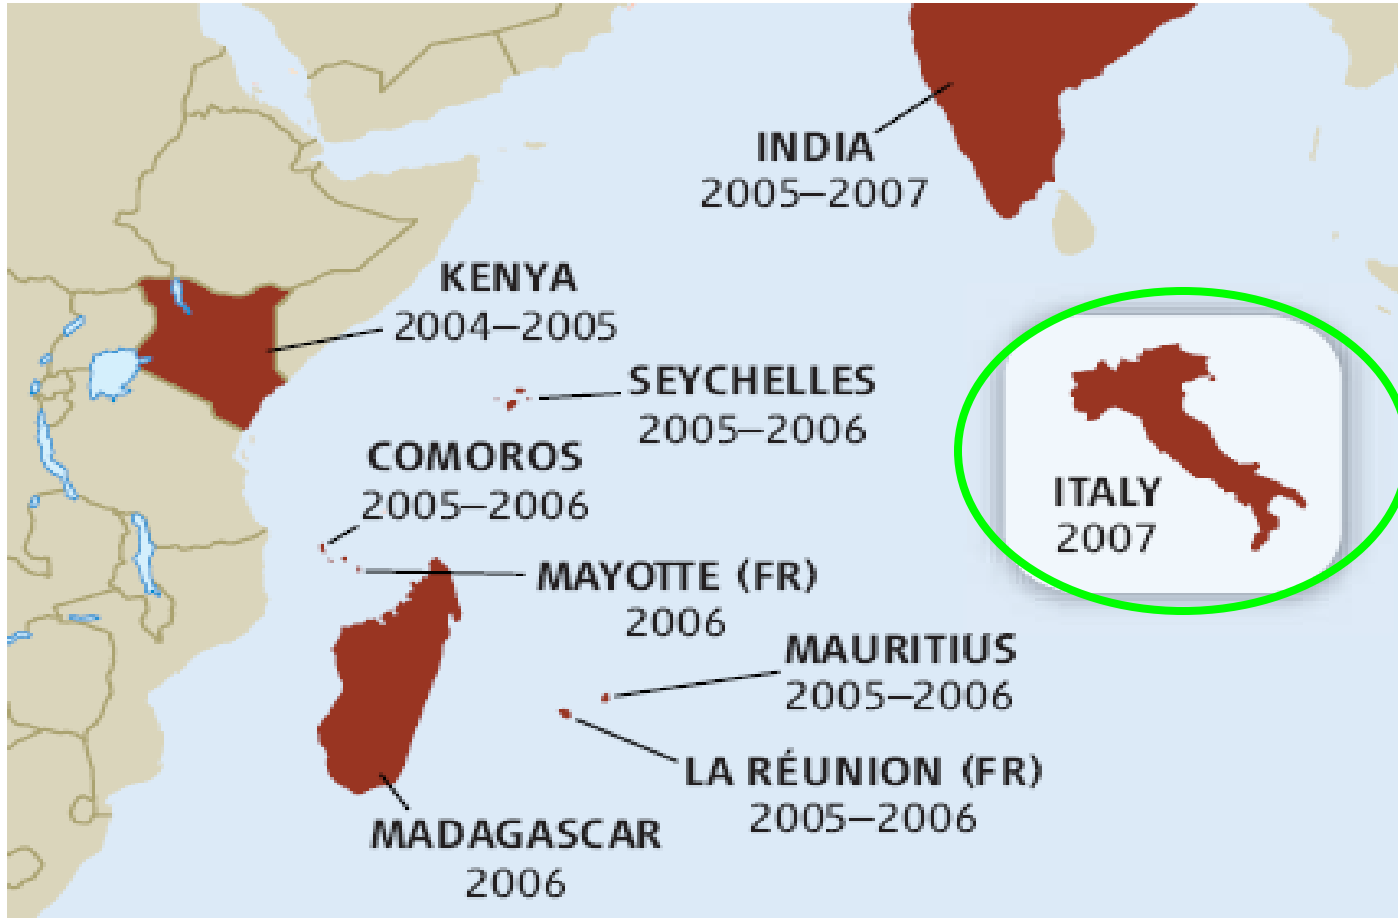 INDIA
2005–2007
KENYA
2004–2005
SEYCHELLES
2005–2006
COMOROS
2005–2006
ITALY
2007
MAYOTTE (FR)
2006
MAURITIUS
2005–2006
LA RÉUNION (FR)
2005–2006
MADAGASCAR
2006